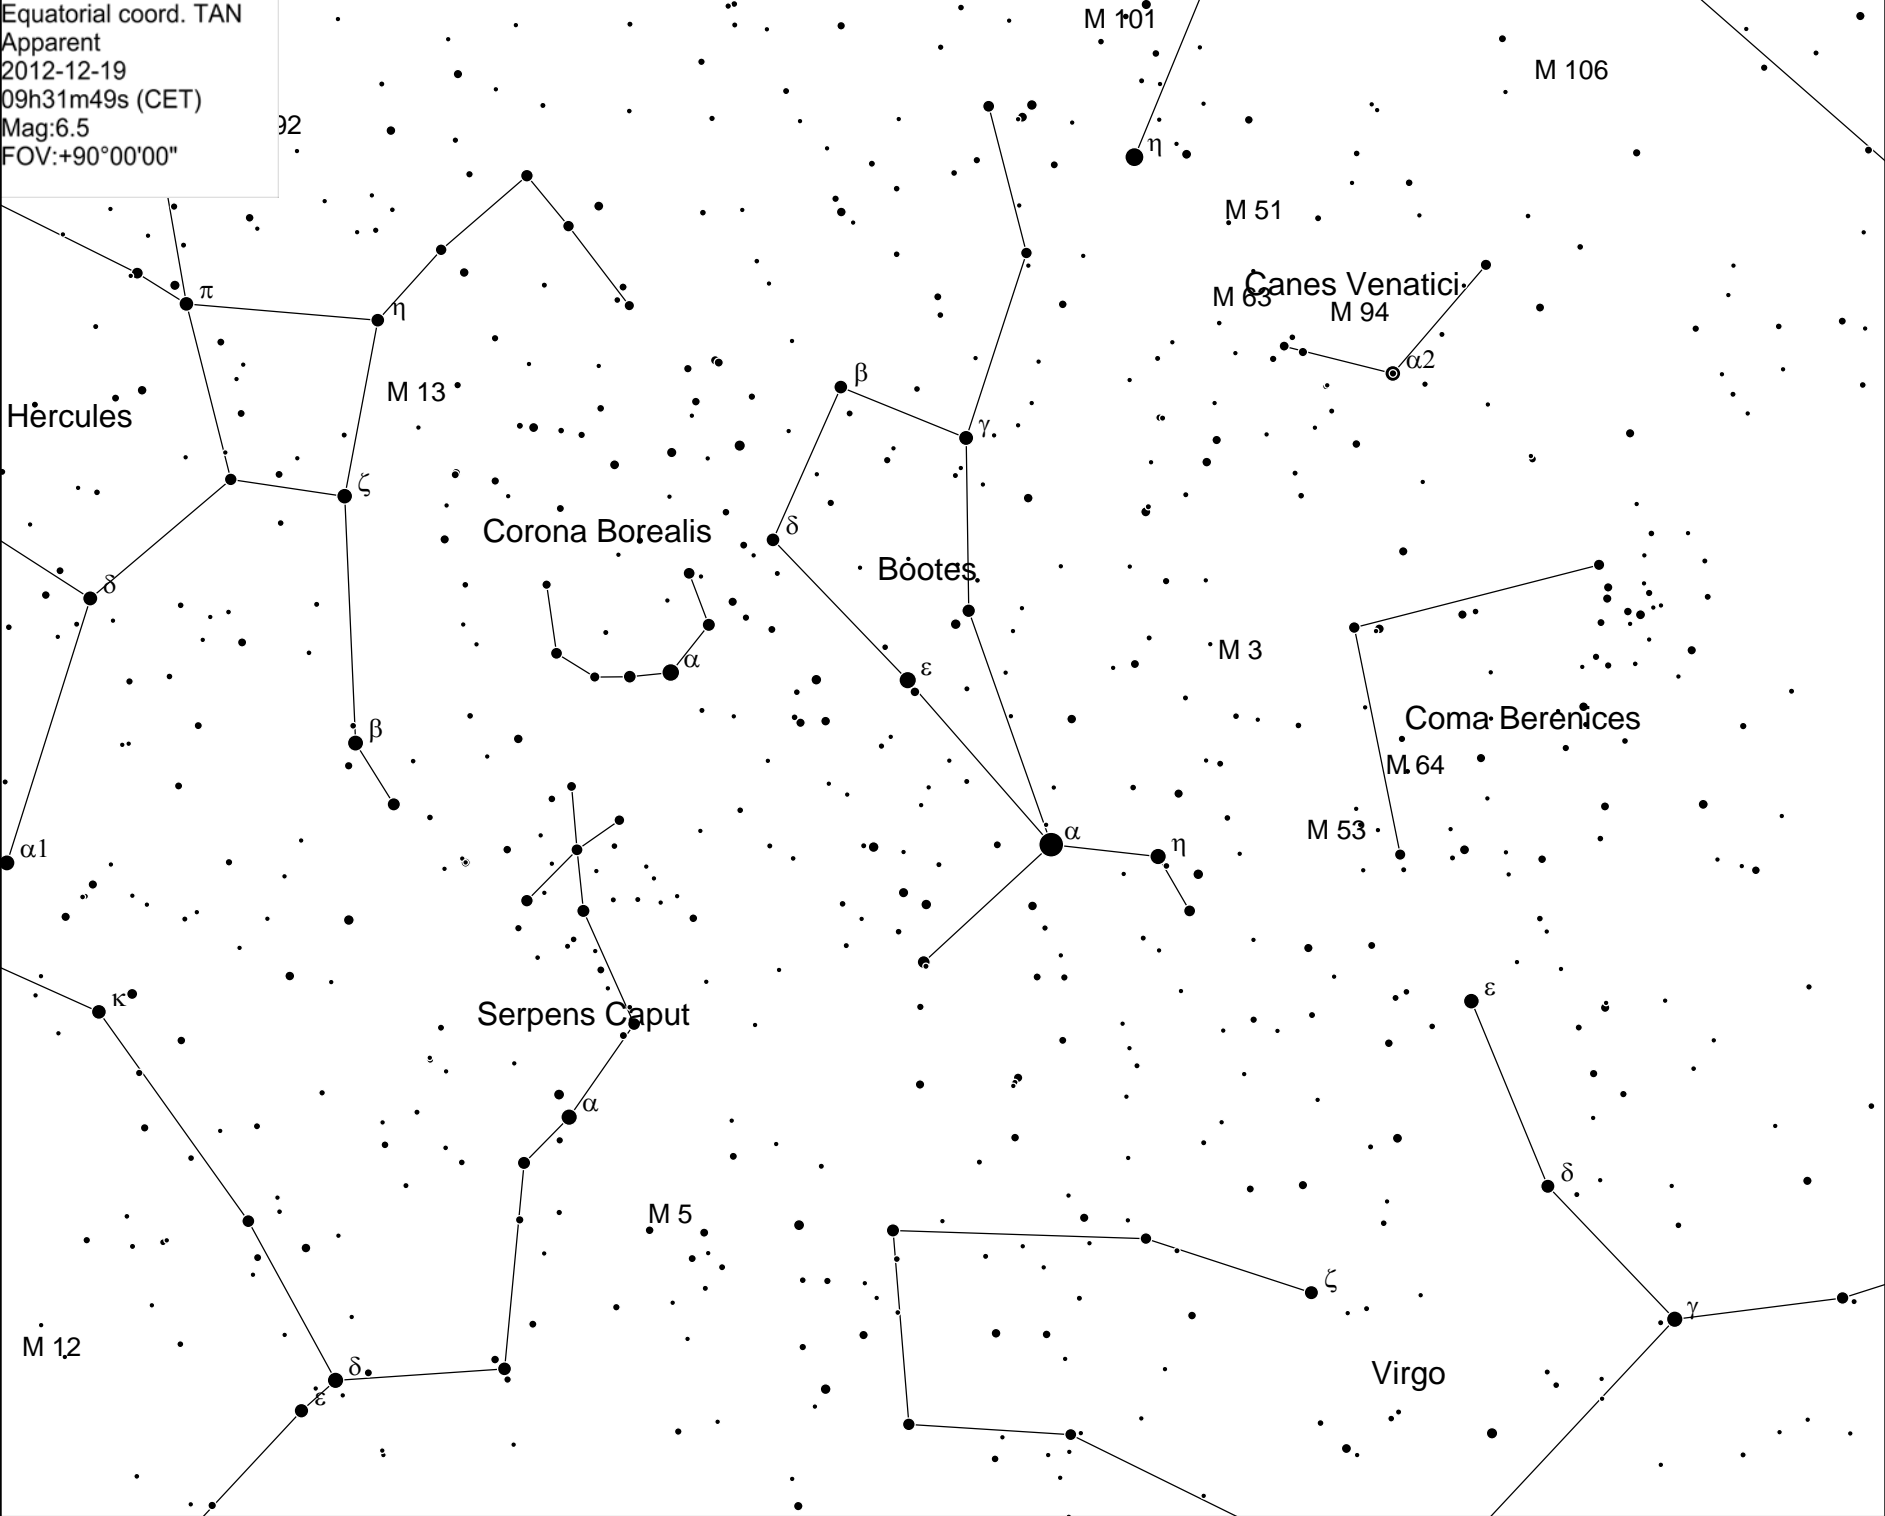 Equatorial coord. TAN
Apparent
2012-12-19
09h31m49s (CET)
Mag:6.5
FOV:+90°00'00"
M 101
M 106
92
η
M 51
Canes Venatici
M 63
M 94
π
η
α2
β
M 13
Hercules
γ
ζ
δ
Corona Borealis
Bootes
δ
M 3
α
ε
Coma Berenices
β
M 64
M 53
α
η
α1
ε
κ
Serpens Caput
α
δ
M 5
ζ
γ
M 12
δ
Virgo
ε